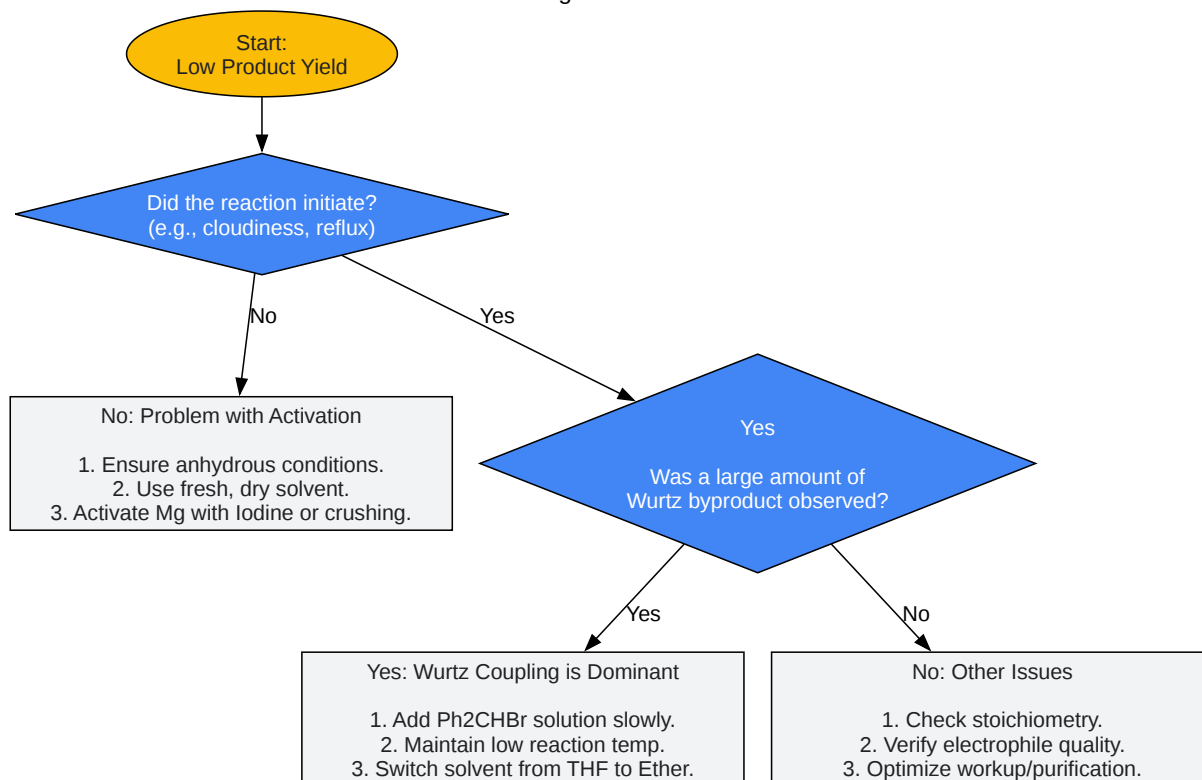 Start:
Low Product Yield
Did the reaction initiate?
(e.g., cloudiness, reflux)
No
Yes
No: Problem with Activation
1. Ensure anhydrous conditions.
2. Use fresh, dry solvent.
3. Activate Mg with Iodine or crushing.
Yes
Was a large amount of
Wurtz byproduct observed?
Yes
No
Yes: Wurtz Coupling is Dominant
1. Add Ph2CHBr solution slowly.
2. Maintain low reaction temp.
3. Switch solvent from THF to Ether.
No: Other Issues
1. Check stoichiometry.
2. Verify electrophile quality.
3. Optimize workup/purification.